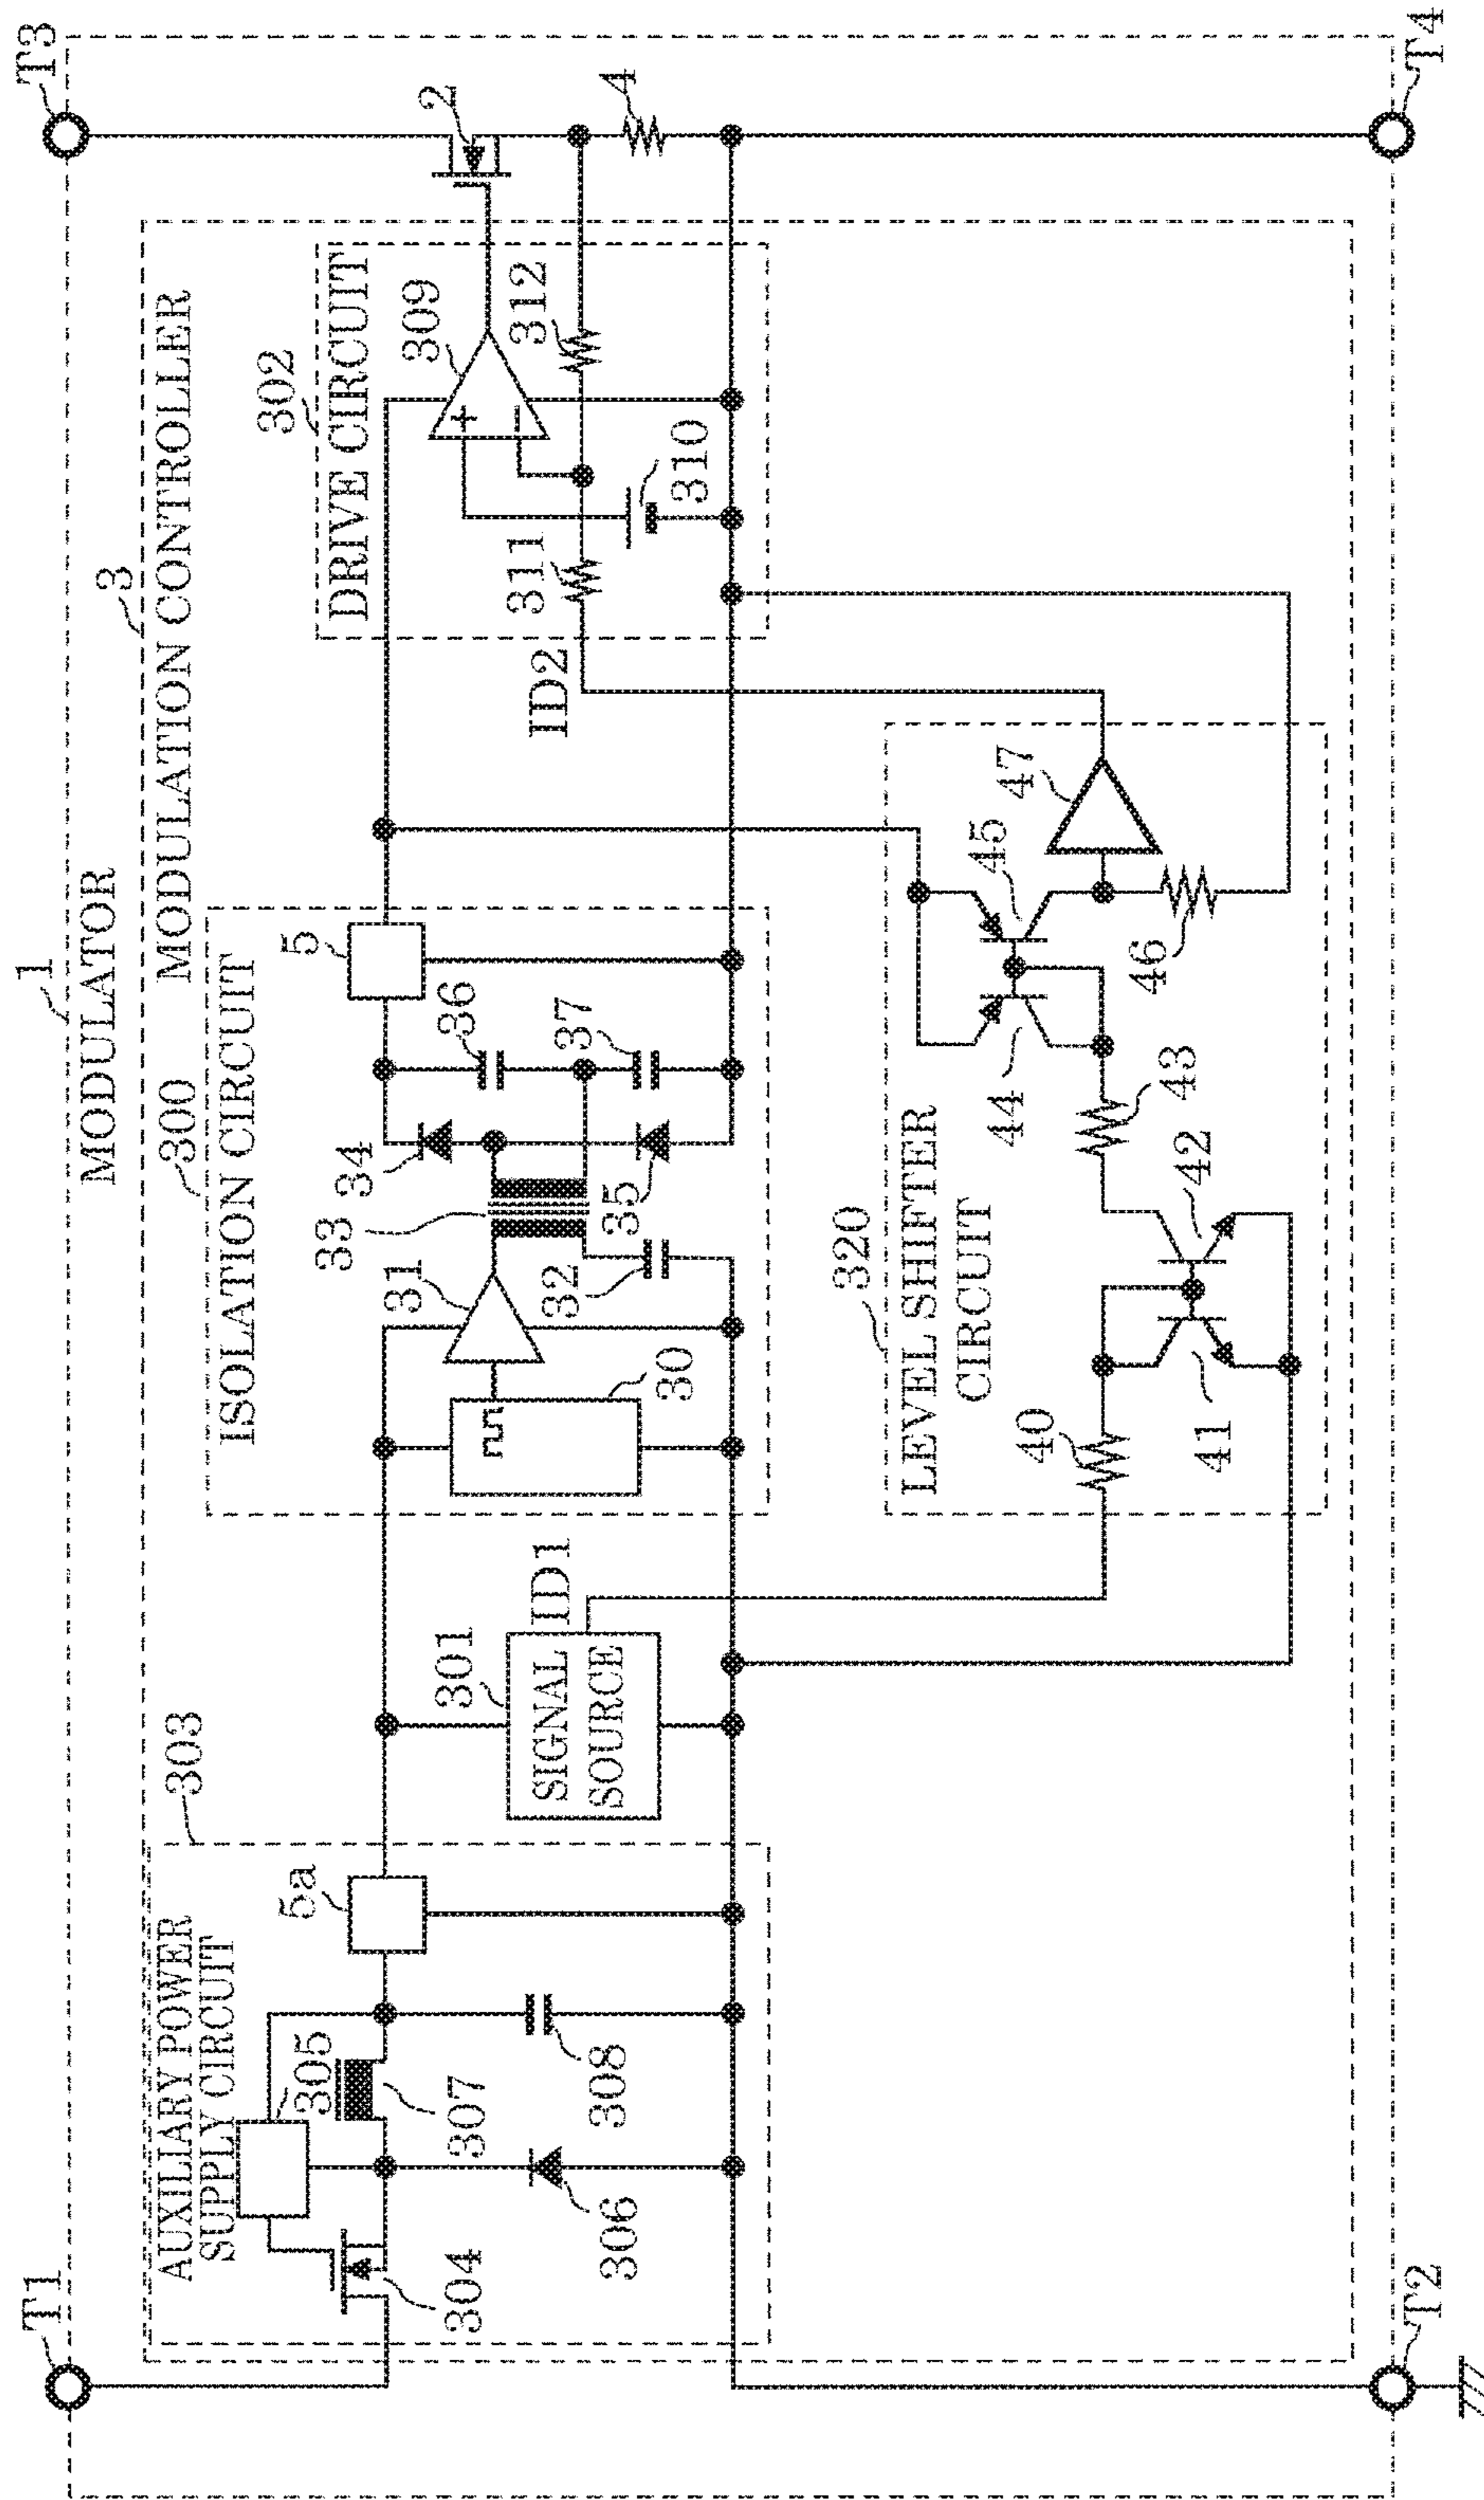 1
MODULATOR
T1
T3
3
MODULATION CONTROLLER
303
AUXILIARY POWER
SUPPLY CIRCUIT
304
305
306
307
308
5a
301
SIGNAL
SOURCE
ID1
300
ISOLATION CIRCUIT
30
31
32
33
34
35
36
37
5
302
DRIVE CIRCUIT
309
310
311
312
ID2
2
4
320
LEVEL SHIFTER
CIRCUIT
40
41
42
43
44
45
46
47
T2
T4